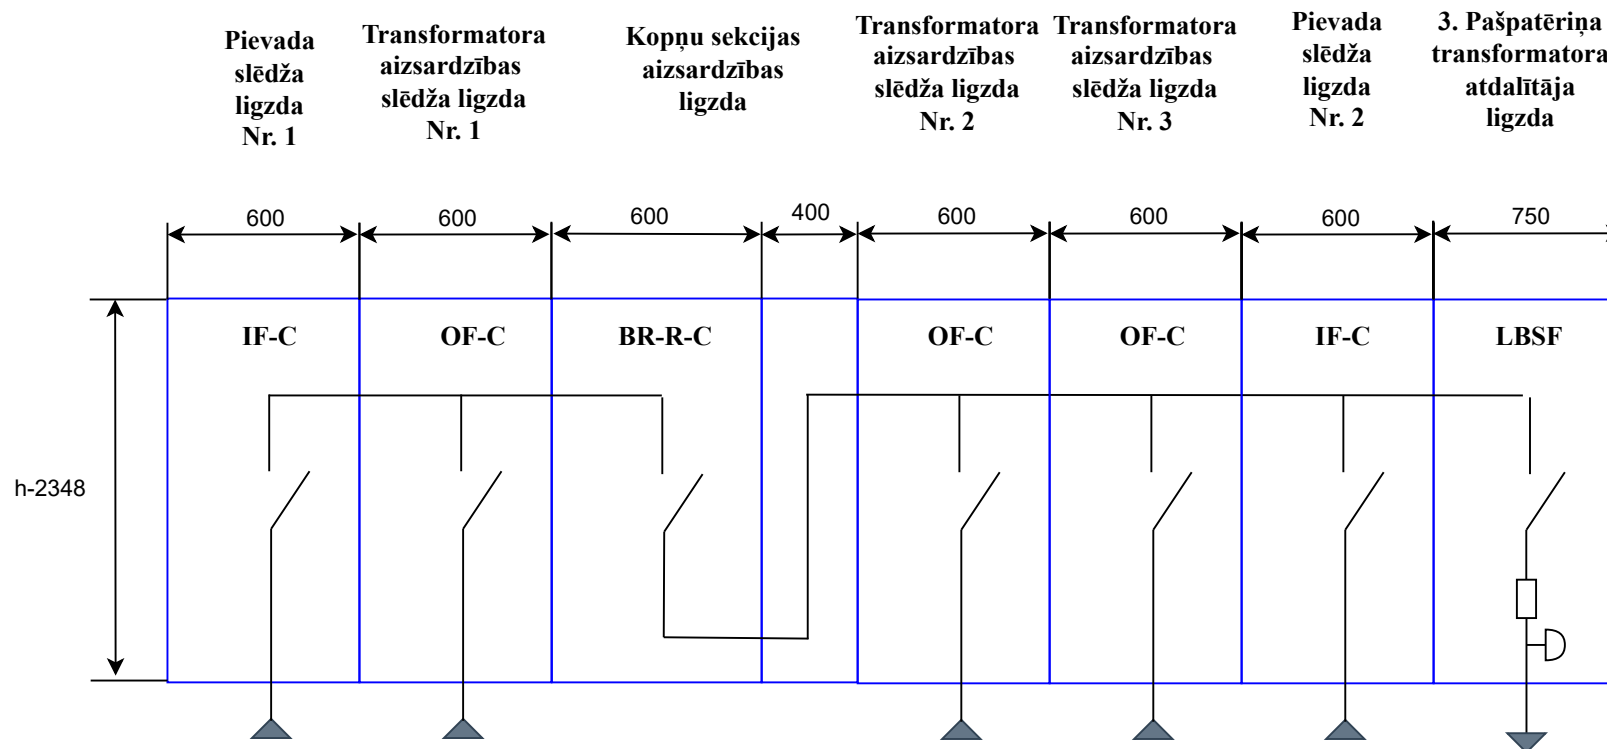 Pievada
slēdža
ligzda
Nr. 1
Transformatora
aizsardzības
slēdža ligzda
Nr. 1
Kopņu sekcijas
aizsardzības
ligzda
Transformatora
aizsardzības
slēdža ligzda
Nr. 2
Transformatora
aizsardzības
slēdža ligzda
Nr. 3
Pievada
slēdža
ligzda
Nr. 2
3. Pašpatēriņa
transformatora
atdalītāja
ligzda
600
600
600
400
600
600
600
750
IF-C
OF-C
BR-R-C
OF-C
OF-C
IF-C
LBSF
h-2348